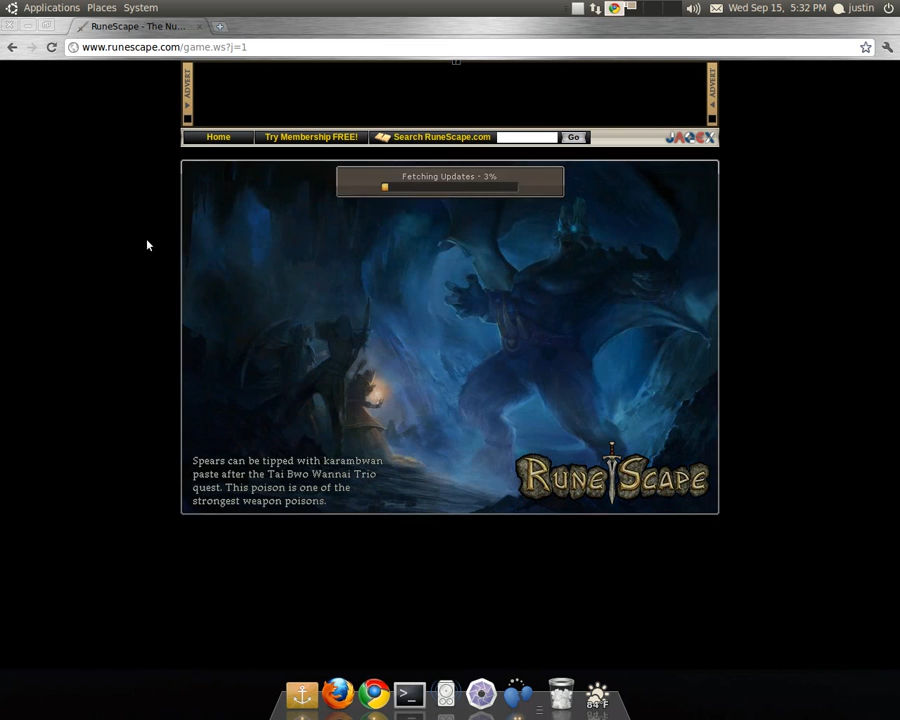 Applications Places System
Wed Sep 15, 5:32 PM justin
RuneScape - The Nu...
www.runescape.com/game.ws?j=1
ADVERT
ADVERT
Home
Try Membership FREE!
Search RuneScape.com
Go
JAGEX
Fetching Updates - 3%
Spears can be tipped with karambwan
paste after the Tai Bwo Wannai Trio
quest. This poison is one of the
strongest weapon poisons.
RUNESCAPE
84°F